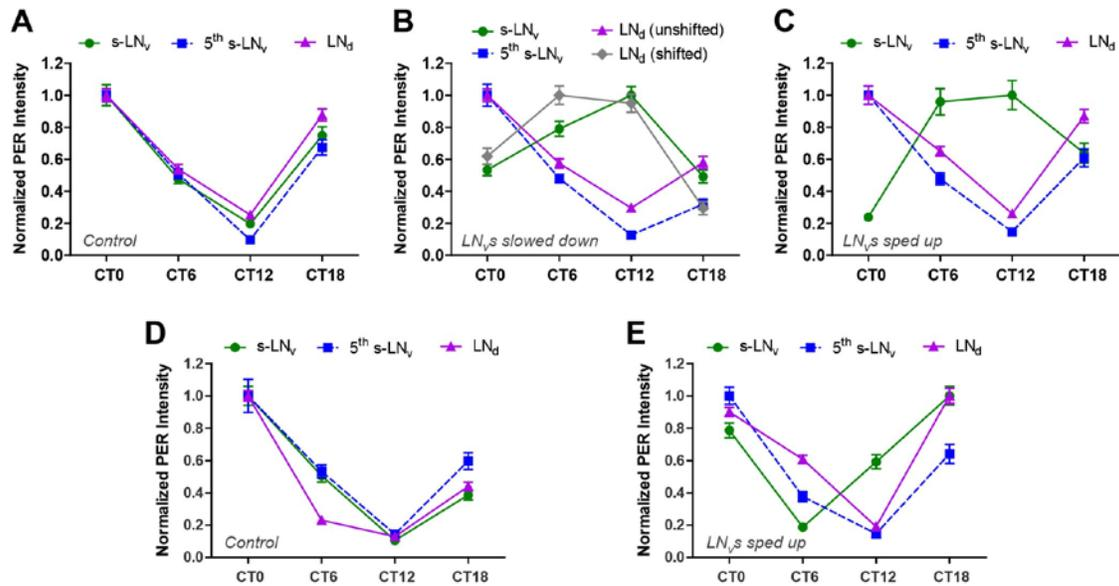 A
s-LNv 5th s-LNv LNd
Normalized PER Intensity
1.2
1.0
0.8
0.6
0.4
0.2
0.0
Control
CT0 CT6 CT12 CT18
B
s-LNv LNd (unshifted)
5th s-LNv LNd (shifted)
Normalized PER Intensity
1.2
1.0
0.8
0.6
0.4
0.2
0.0
LNvs slowed down
CT0 CT6 CT12 CT18
C
s-LNv 5th s-LNv LNd
Normalized PER Intensity
1.2
1.0
0.8
0.6
0.4
0.2
0.0
LNvs sped up
CT0 CT6 CT12 CT18
D
s-LNv 5th s-LNv LNd
Normalized PER Intensity
1.2
1.0
0.8
0.6
0.4
0.2
0.0
Control
CT0 CT6 CT12 CT18
E
s-LNv 5th s-LNv LNd
Normalized PER Intensity
1.2
1.0
0.8
0.6
0.4
0.2
0.0
LNvs sped up
CT0 CT6 CT12 CT18